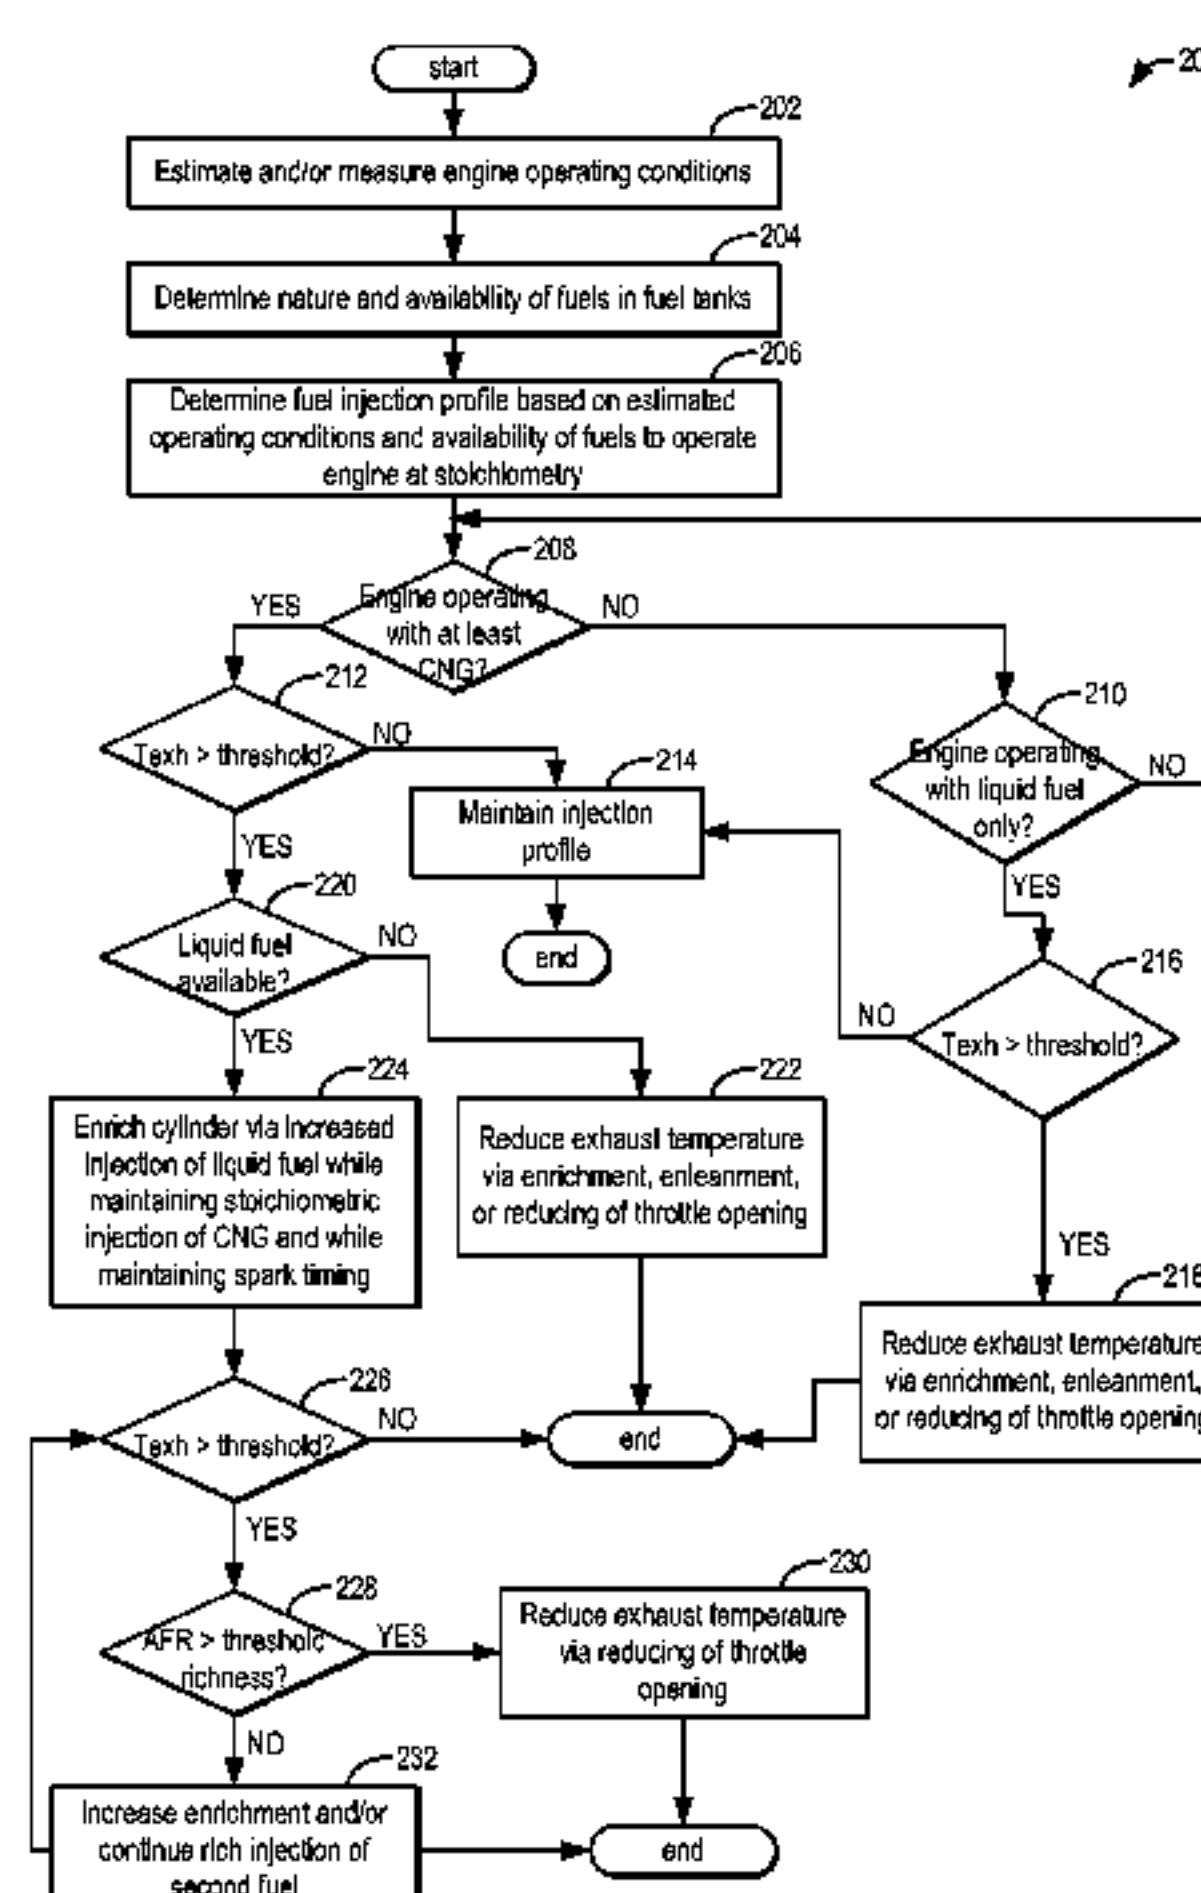 start
20
202
Estimate and/or measure engine operating conditions
204
Determine nature and availability of fuels in fuel tanks
206
Determine fuel injection profile based on estimated
operating conditions and availability of fuels to operate
engine at stoichiometry
208
YES
Engine operating
with at least
CNG?
NO
212
Texh > threshold?
NO
210
Engine operating
with liquid fuel
only?
NO
214
Maintain injection
profile
YES
YES
220
Liquid fuel
available?
NO
end
216
Texh > threshold?
NO
YES
224
Enrich cylinder via increased
injection of liquid fuel while
maintaining stoichiometric
injection of CNG and while
maintaining spark timing
222
Reduce exhaust temperature
via enrichment, enleanment,
or reducing of throttle opening
YES
218
Reduce exhaust temperature
via enrichment, enleanment,
or reducing of throttle opening
226
Texh > threshold?
NO
end
YES
228
AFR > threshold
richness?
YES
230
Reduce exhaust temperature
via reducing of throttle
opening
NO
232
Increase enrichment and/or
continue rich injection of
second fuel
end